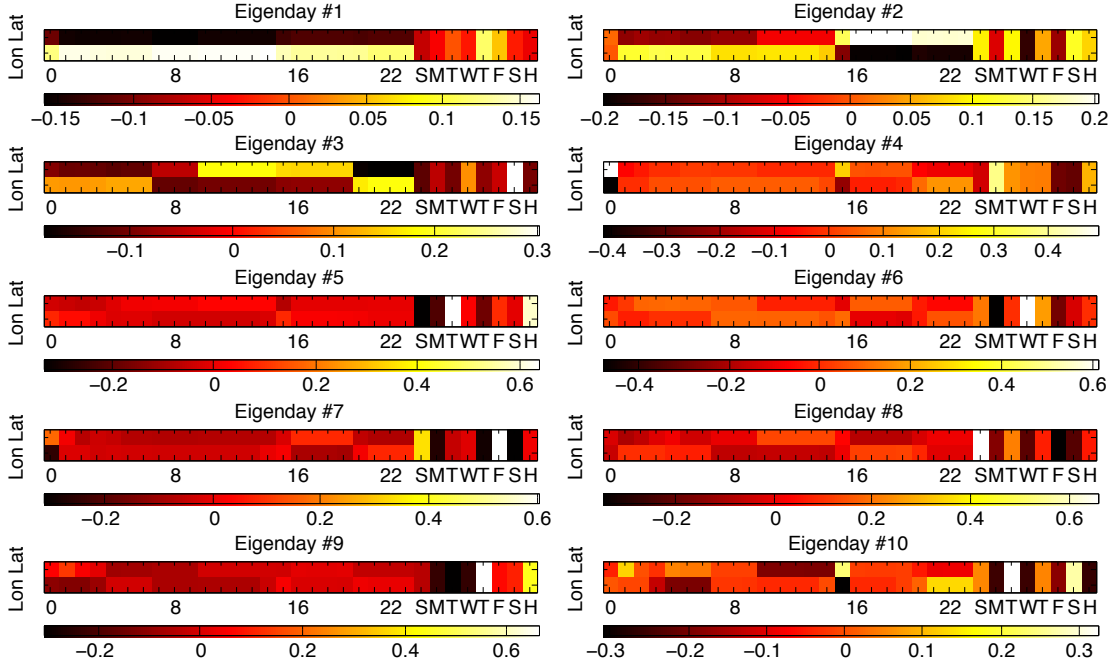 Eigenday #1
Lon Lat
0 8 16 22 SMTWTFSH
−0.15 −0.1 −0.05 0 0.05 0.1 0.15
Eigenday #2
Lon Lat
0 8 16 22 SMTWTFSH
−0.2 −0.15 −0.1 −0.05 0 0.05 0.1 0.15 0.2
Eigenday #3
Lon Lat
0 8 16 22 SMTWTFSH
−0.1 0 0.1 0.2 0.3
Eigenday #4
Lon Lat
0 8 16 22 SMTWTFSH
−0.4 −0.3 −0.2 −0.1 0 0.1 0.2 0.3 0.4
Eigenday #5
Lon Lat
0 8 16 22 SMTWTFSH
−0.2 0 0.2 0.4 0.6
Eigenday #6
Lon Lat
0 8 16 22 SMTWTFSH
−0.4 −0.2 0 0.2 0.4 0.6
Eigenday #7
Lon Lat
0 8 16 22 SMTWTFSH
−0.2 0 0.2 0.4 0.6
Eigenday #8
Lon Lat
0 8 16 22 SMTWTFSH
−0.2 0 0.2 0.4 0.6
Eigenday #9
Lon Lat
0 8 16 22 SMTWTFSH
−0.2 0 0.2 0.4 0.6
Eigenday #10
Lon Lat
0 8 16 22 SMTWTFSH
−0.3 −0.2 −0.1 0 0.1 0.2 0.3